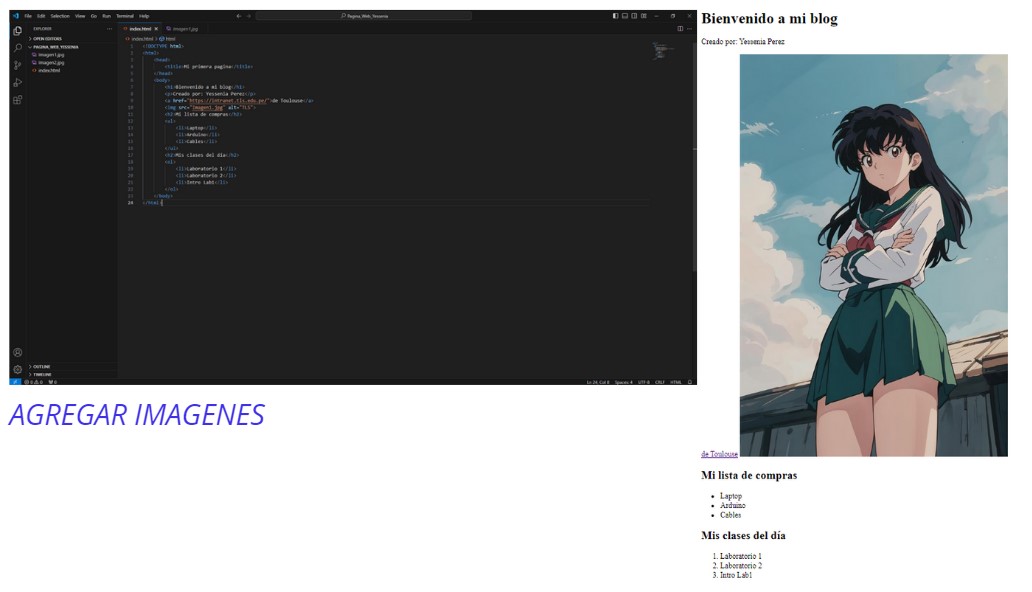 File Edit Selection View Go Run Terminal Help
Pagina_Web_Yessenia
EXPLORER
OPEN EDITORS
PAGINA_WEB_YESSENIA
imagen1.jpg
imagen2.jpg
index.html
OUTLINE
TIMELINE
index.html
imagen1.jpg
index.html > html
1 <!DOCTYPE html>
2 <html>
3 <head>
4 <title>Mi primera pagina</title>
5 </head>
6 <body>
7 <h1>Bienvenido a mi blog</h1>
8 <p>Creado por: Yessenia Perez</p>
9 <a href="https://intranet.tls.edu.pe/">de Toulouse</a>
10 <img src="imagen1.jpg" alt="TLS">
11 <h2>Mi lista de compras</h2>
12 <ul>
13 <li>Laptop</li>
14 <li>Arduino</li>
15 <li>Cables</li>
16 </ul>
17 <h2>Mis clases del día</h2>
18 <ol>
19 <li>Laboratorio 1</li>
20 <li>Laboratorio 2</li>
21 <li>Intro Lab1</li>
22 </ol>
23 </body>
24 </html>
Ln 24, Col 8 Spaces: 4 UTF-8 CRLF HTML
AGREGAR IMAGENES
Bienvenido a mi blog
Creado por: Yessenia Perez
de Toulouse
Mi lista de compras
Laptop
Arduino
Cables
Mis clases del día
1. Laboratorio 1
2. Laboratorio 2
3. Intro Lab1